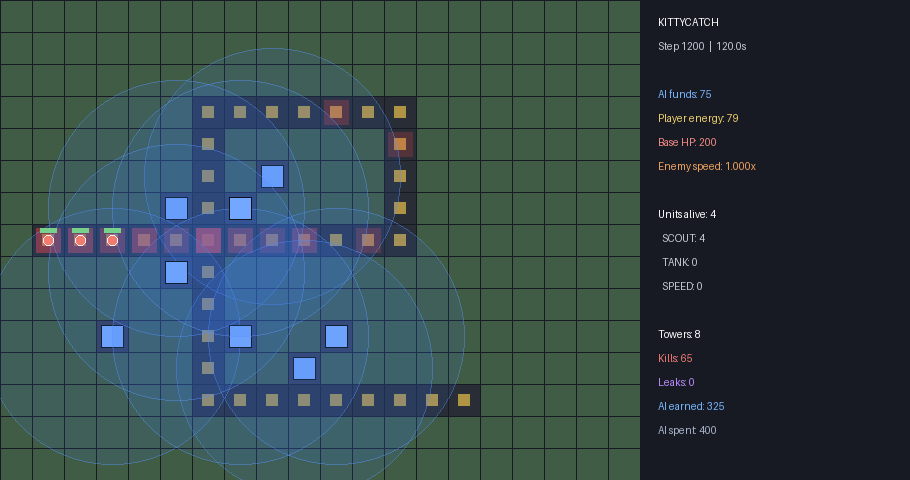 KITTYCATCH
Step 1200 | 120.0s
AI funds: 75
Player energy: 79
Base HP: 200
Enemy speed: 1.000x
Units alive: 4
SCOUT: 4
TANK: 0
SPEED: 0
Towers: 8
Kills: 65
Leaks: 0
AI earned: 325
AI spent: 400